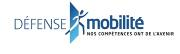 DÉFENSE mobilité
NOS COMPÉTENCES ONT DE L'AVENIR